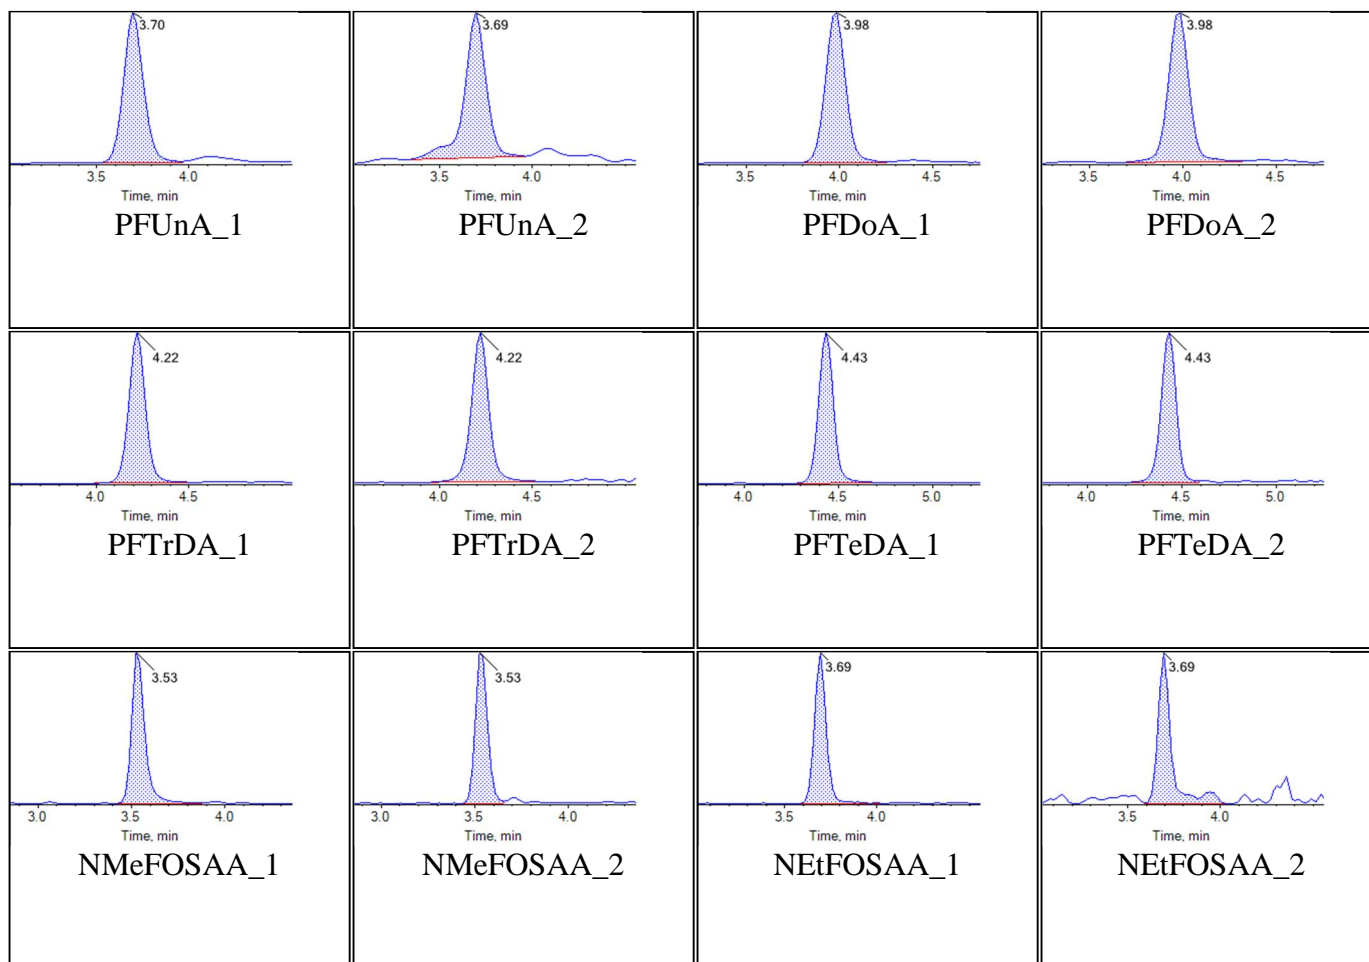 3.70
3.5 4.0
Time, min
PFUnA_1
3.69
3.5 4.0
Time, min
PFUnA_2
3.98
3.5 4.0 4.5
Time, min
PFDoA_1
3.98
3.5 4.0 4.5
Time, min
PFDoA_2
4.22
4.0 4.5
Time, min
PFTrDA_1
4.22
4.0 4.5
Time, min
PFTrDA_2
4.43
4.0 4.5 5.0
Time, min
PFTeDA_1
4.43
4.0 4.5 5.0
Time, min
PFTeDA_2
3.53
3.0 3.5 4.0
Time, min
NMeFOSAA_1
3.53
3.0 3.5 4.0
Time, min
NMeFOSAA_2
3.69
3.5 4.0
Time, min
NEtFOSAA_1
3.69
3.5 4.0
Time, min
NEtFOSAA_2